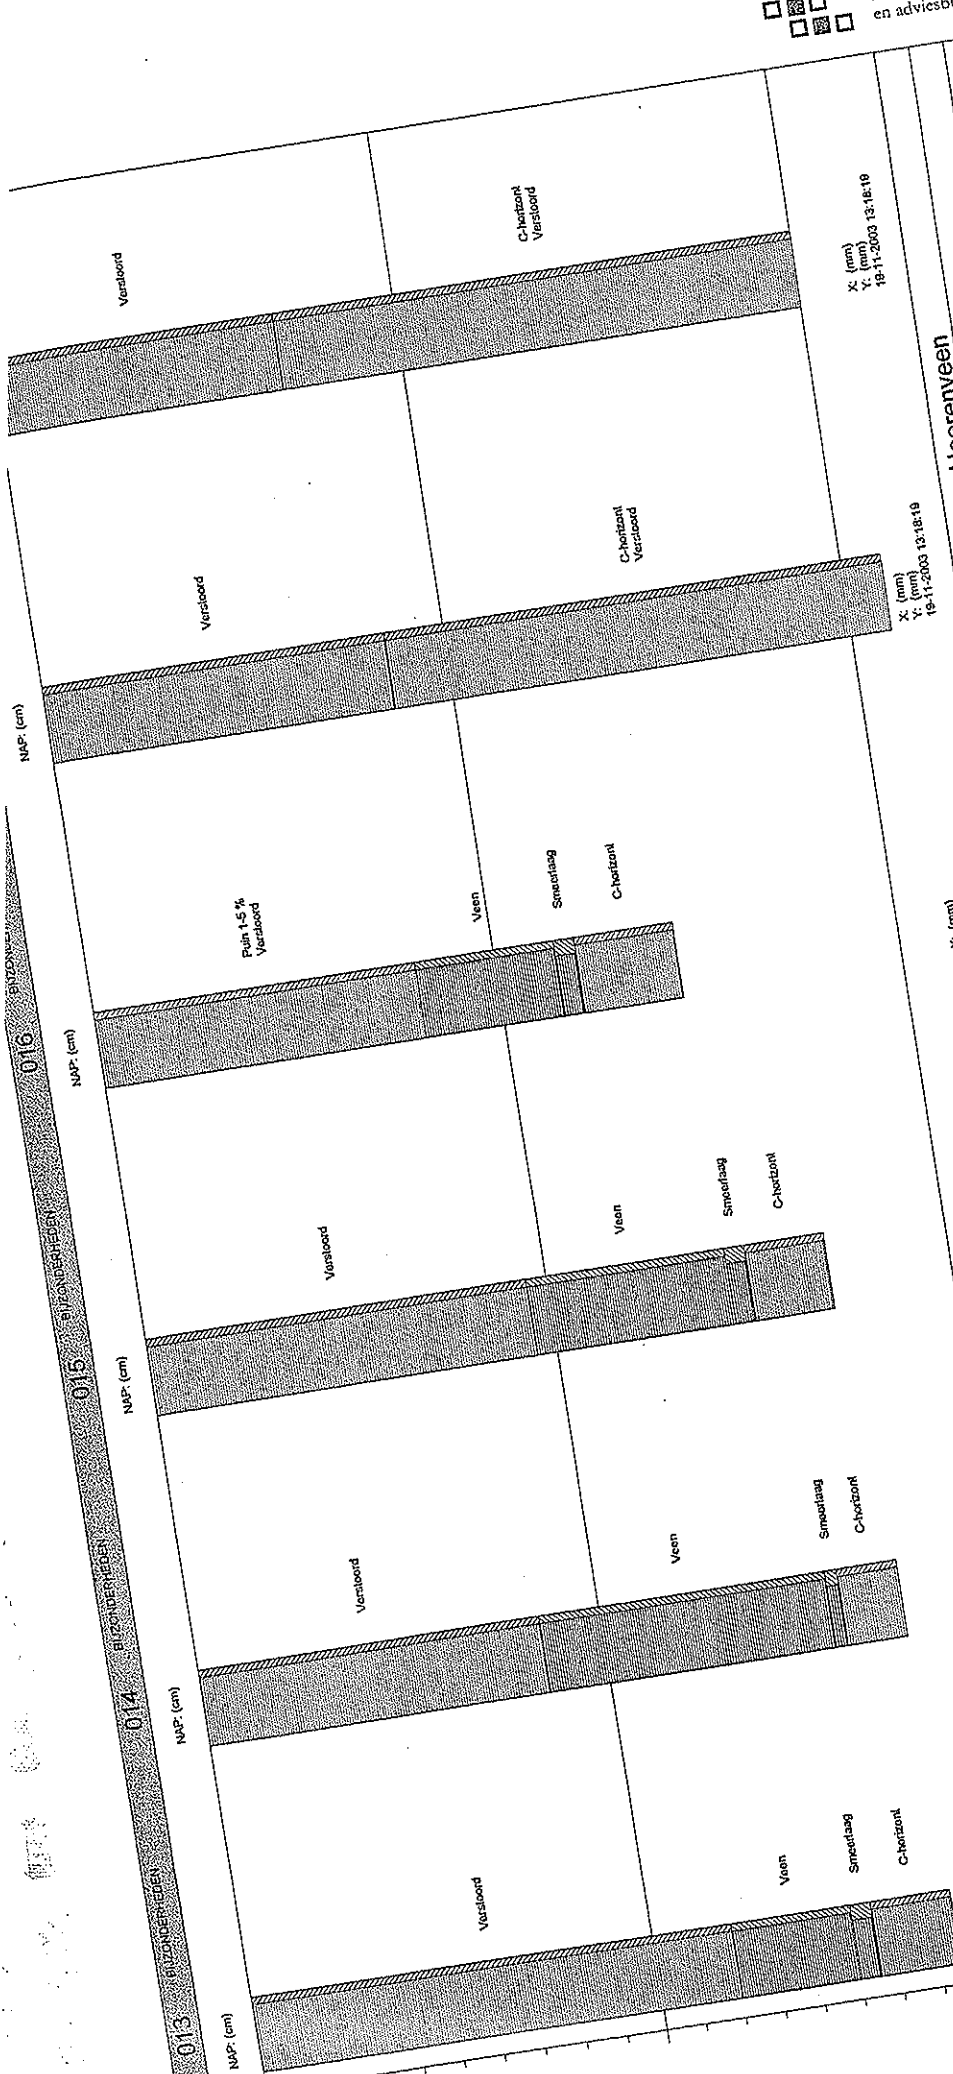 en adviesb
013 BIJZONDERHEDEN
014 BIJZONDERHEDEN
015 BIJZONDERHEDEN
016
NAP: (cm)
Verstoord
Veen
Smeerlaag
C-horizont
NAP: (cm)
Verstoord
Veen
Smeerlaag
C-horizont
NAP: (cm)
Verstoord
Veen
Smeerlaag
C-horizont
NAP: (cm)
Puin 1-5 %
Verstoord
Veen
Smeerlaag
C-horizont
NAP: (cm)
Verstoord
C-horizont
Verstoord
X: (mm)
Y: (mm)
19-11-2003 13:18:19
Verstoord
C-horizont
Verstoord
X: (mm)
Y: (mm)
19-11-2003 13:18:19